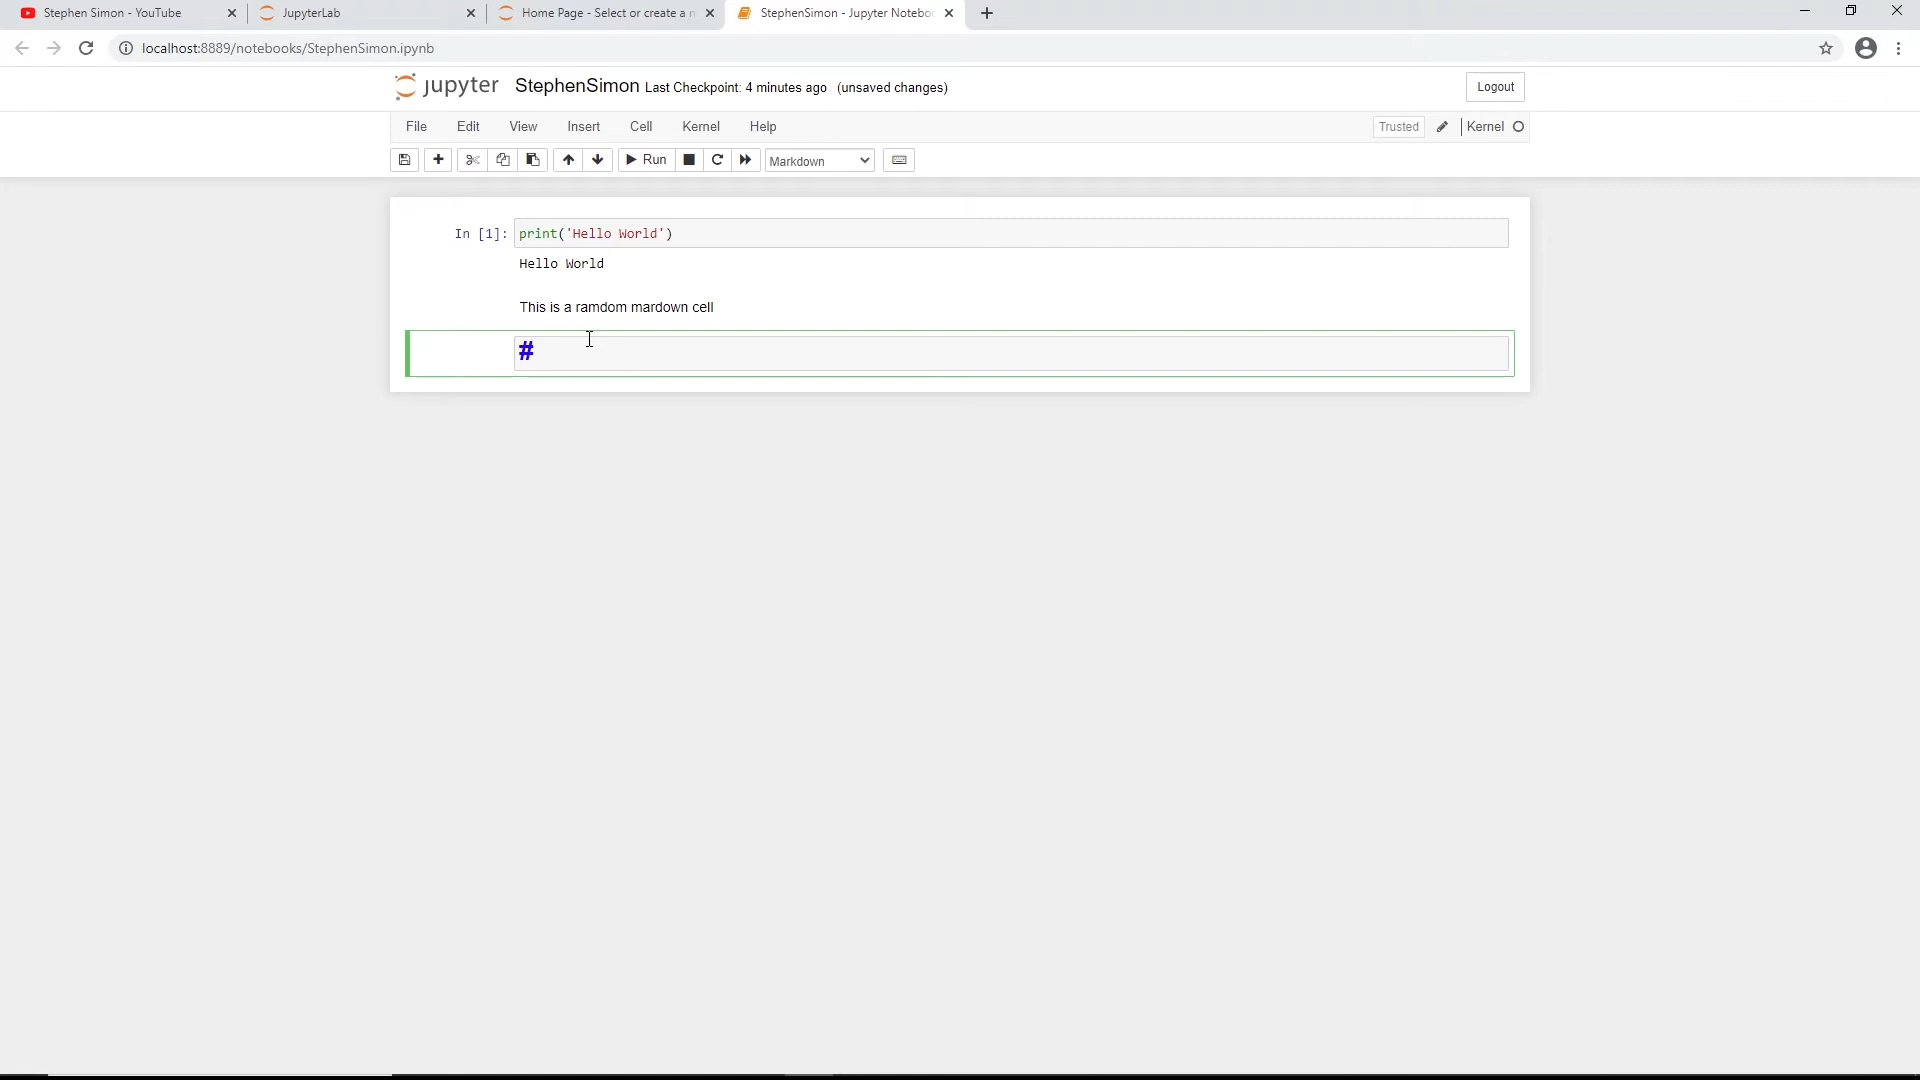 Stephen Simon - YouTube
JupyterLab
Home Page - Select or create a n
StephenSimon - Jupyter Noteboo
localhost:8889/notebooks/StephenSimon.ipynb
jupyter StephenSimon Last Checkpoint: 4 minutes ago (unsaved changes)
Logout
File Edit View Insert Cell Kernel Help
Trusted Kernel
Run Markdown
In [1]: print('Hello World')
Hello World
This is a ramdom mardown cell
#